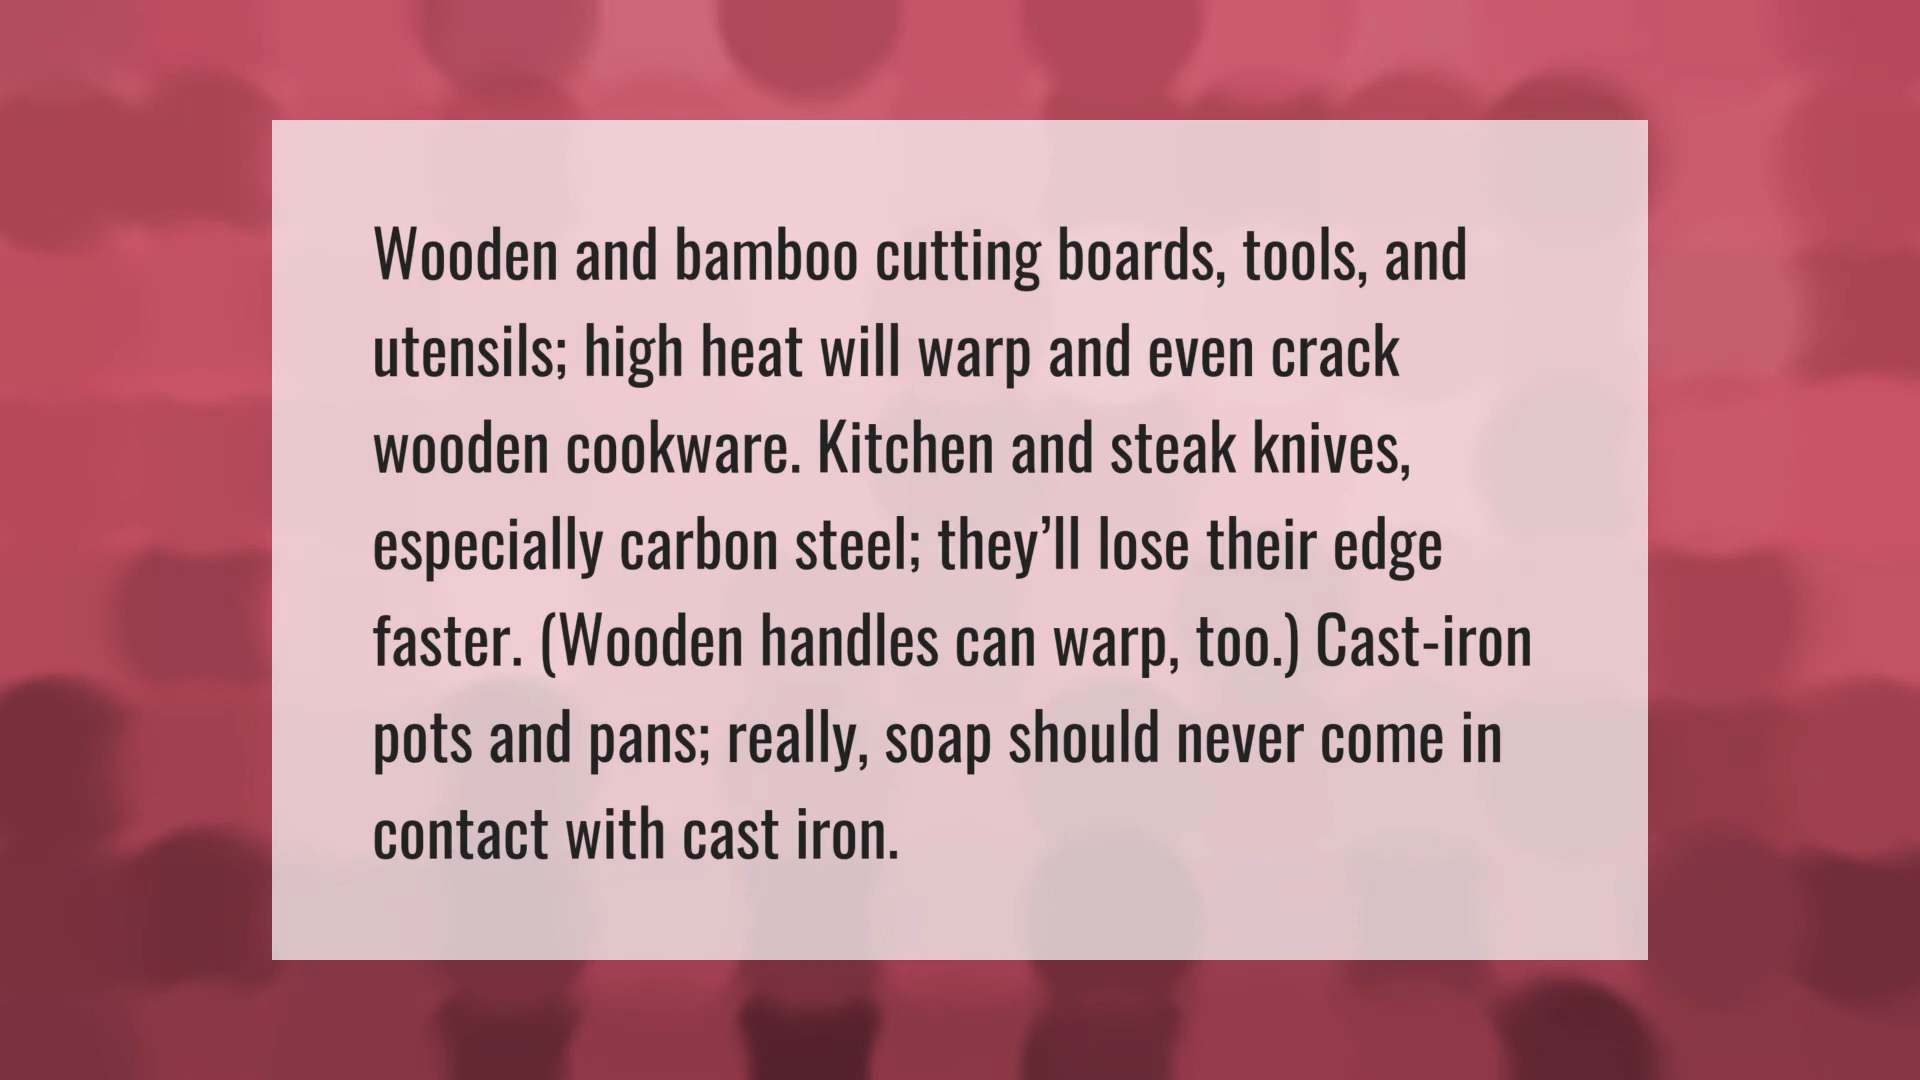 Wooden and bamboo cutting boards, tools, and
utensils; high heat will warp and even crack
wooden cookware. Kitchen and steak knives,
especially carbon steel; they’ll lose their edge
faster. (Wooden handles can warp, too.) Cast-iron
pots and pans; really, soap should never come in
contact with cast iron.